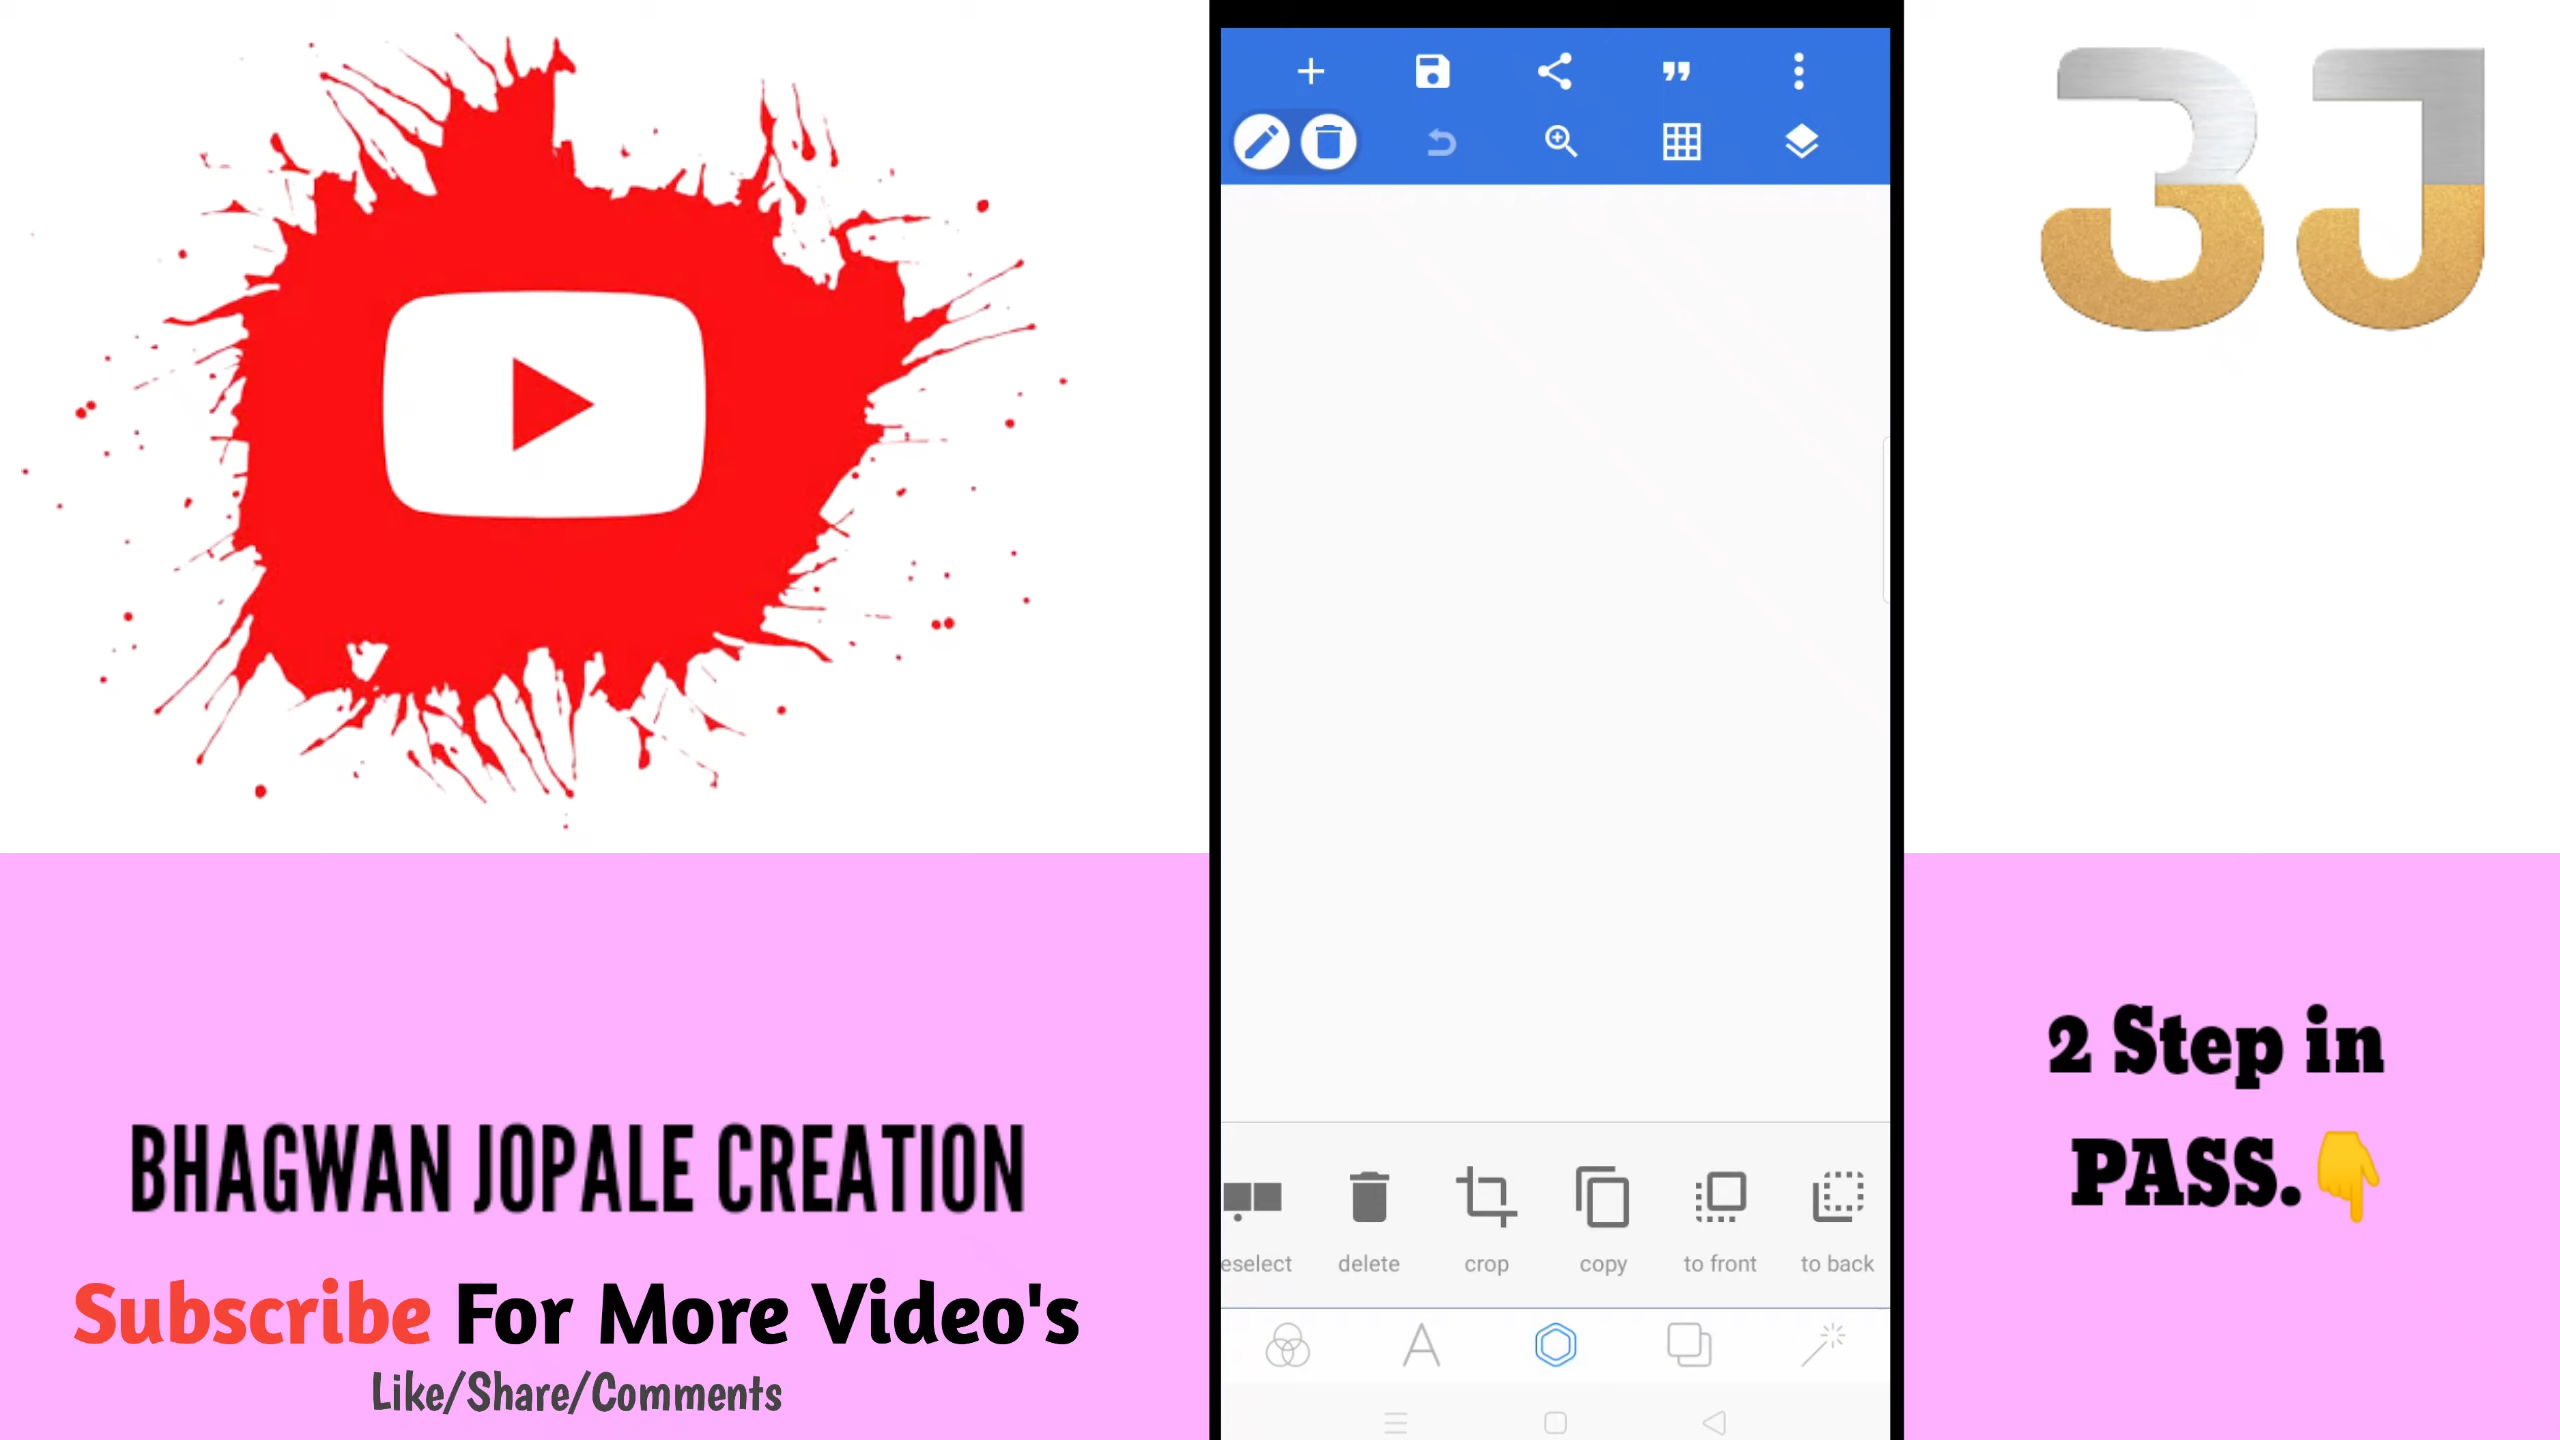 3J
BHAGWAN JOPALE CREATION
Subscribe For More Video's
Like/Share/Comments
eselect delete crop copy to front to back
2 Step in
PASS.👇